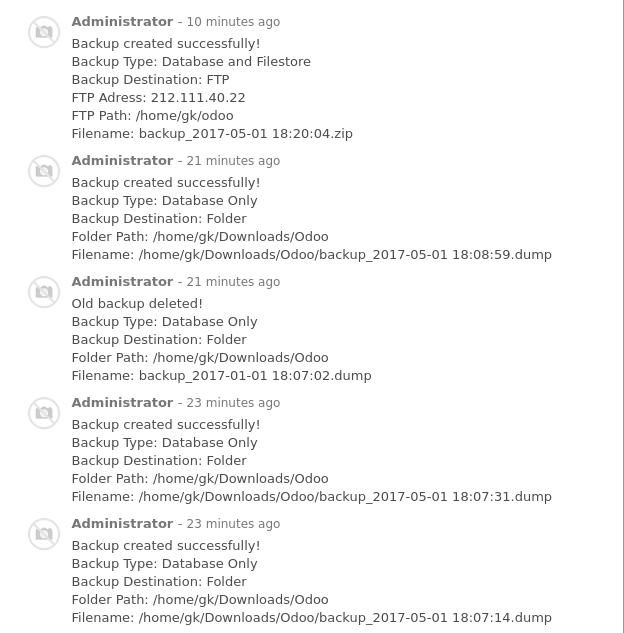 Administrator - 10 minutes ago
Backup created successfully!
Backup Type: Database and Filestore
Backup Destination: FTP
FTP Adress: 212.111.40.22
FTP Path: /home/gk/odoo
Filename: backup_2017-05-01 18:20:04.zip
Administrator - 21 minutes ago
Backup created successfully!
Backup Type: Database Only
Backup Destination: Folder
Folder Path: /home/gk/Downloads/Odoo
Filename: /home/gk/Downloads/Odoo/backup_2017-05-01 18:08:59.dump
Administrator - 21 minutes ago
Old backup deleted!
Backup Type: Database Only
Backup Destination: Folder
Folder Path: /home/gk/Downloads/Odoo
Filename: backup_2017-01-01 18:07:02.dump
Administrator - 23 minutes ago
Backup created successfully!
Backup Type: Database Only
Backup Destination: Folder
Folder Path: /home/gk/Downloads/Odoo
Filename: /home/gk/Downloads/Odoo/backup_2017-05-01 18:07:31.dump
Administrator - 23 minutes ago
Backup created successfully!
Backup Type: Database Only
Backup Destination: Folder
Folder Path: /home/gk/Downloads/Odoo
Filename: /home/gk/Downloads/Odoo/backup_2017-05-01 18:07:14.dump